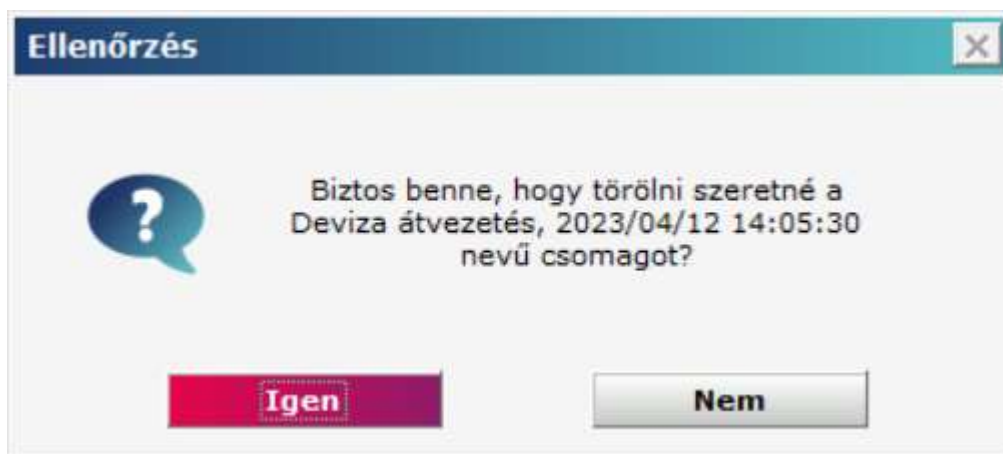 Ellenőrzés
Biztos benne, hogy törölni szeretné a
Deviza átvezetés, 2023/04/12 14:05:30
nevű csomagot?
Igen
Nem